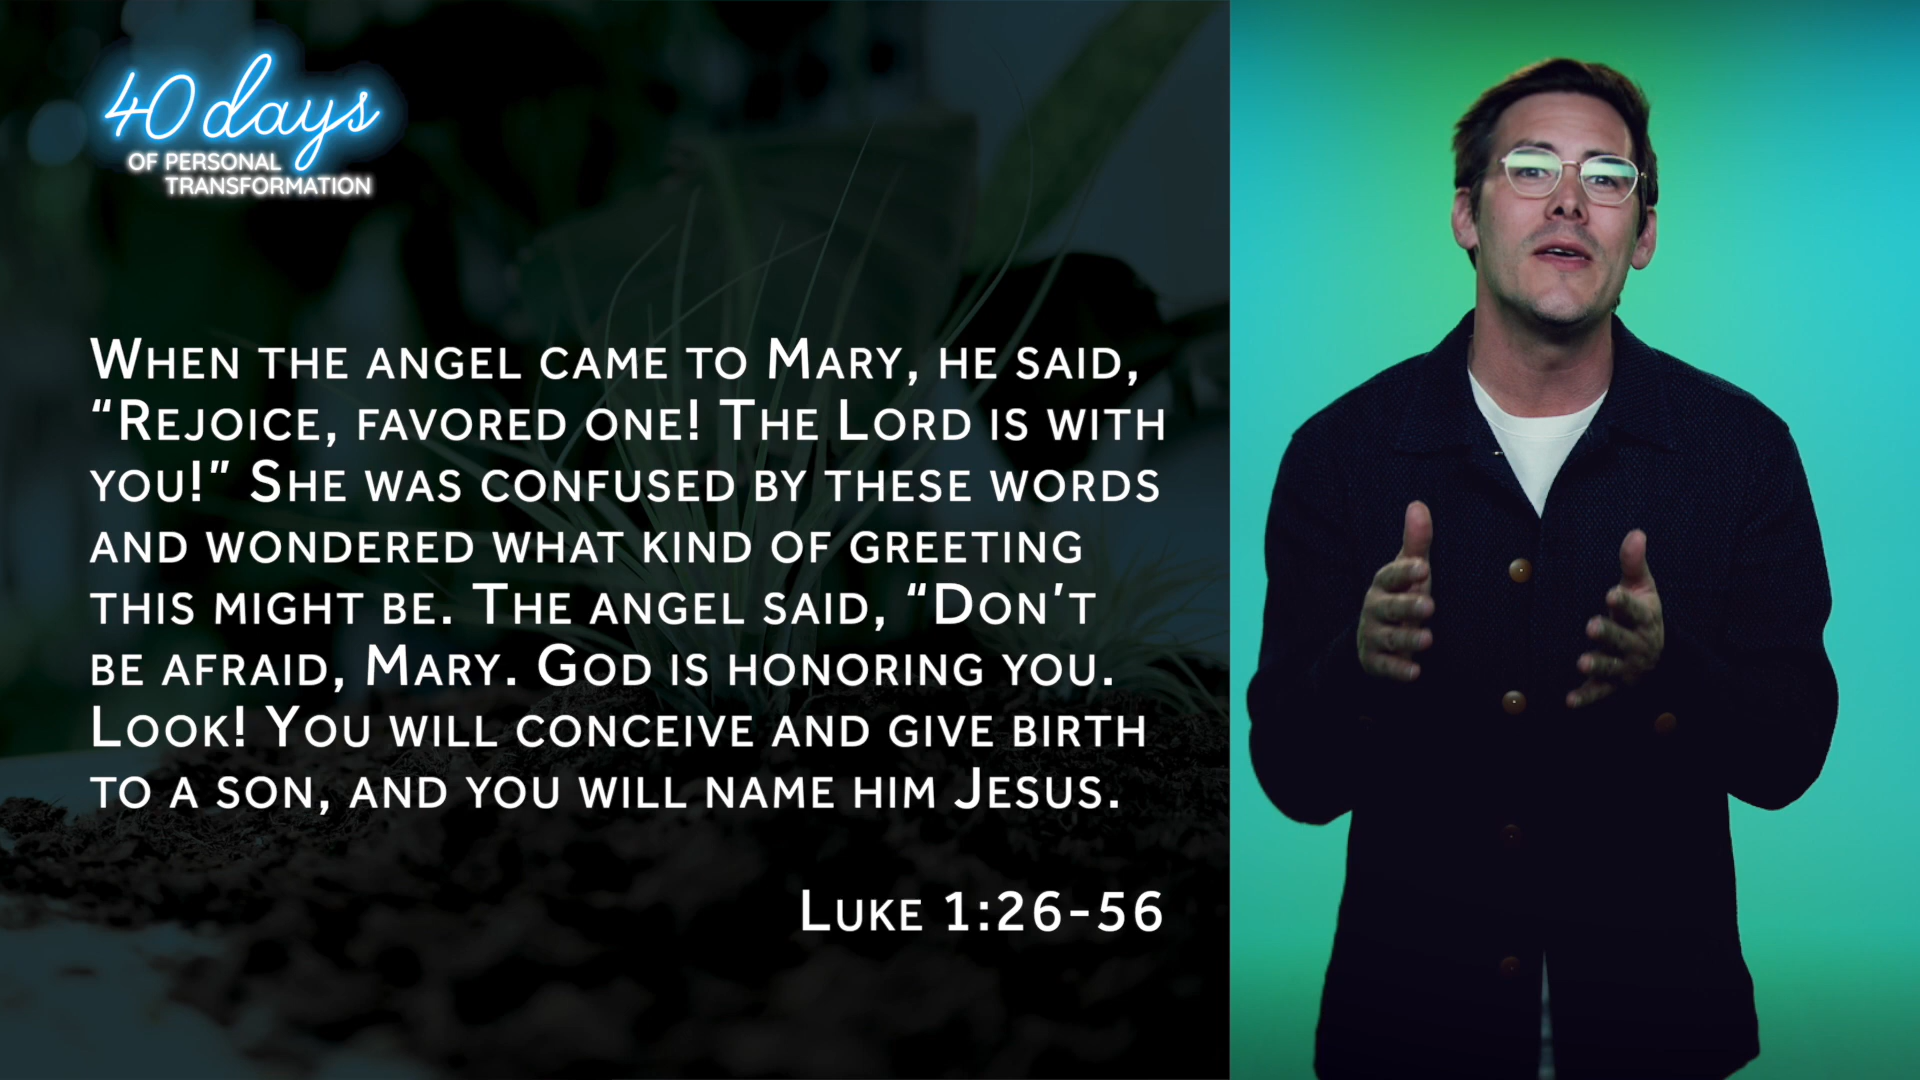 40 days
OF PERSONAL
TRANSFORMATION
When the angel came to Mary, he said,
“Rejoice, favored one! The Lord is with
you!” She was confused by these words
and wondered what kind of greeting
this might be. The angel said, “Don’t
be afraid, Mary. God is honoring you.
Look! You will conceive and give birth
to a son, and you will name him Jesus.
Luke 1:26-56